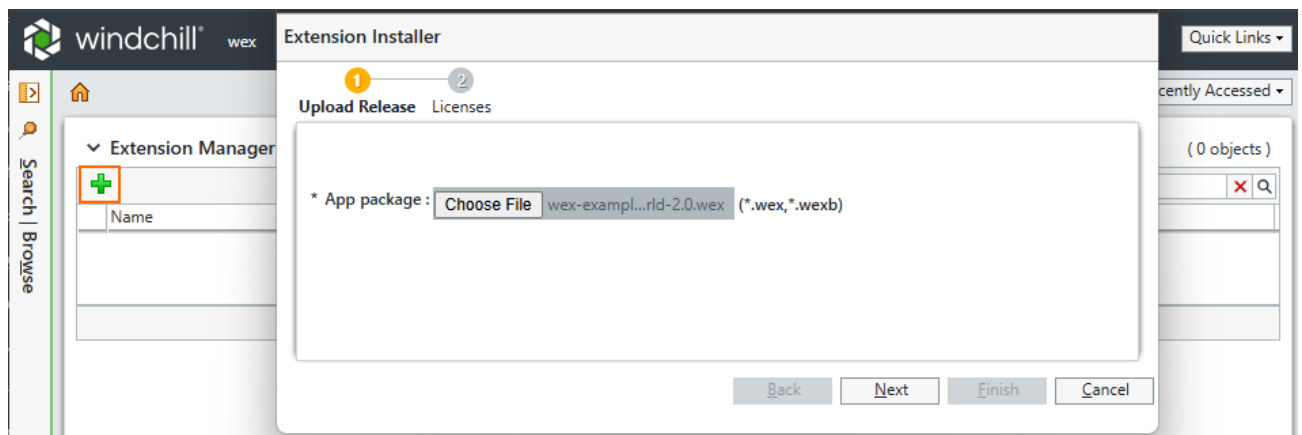 windchill® wex
Extension Installer
Quick Links
1 2
Upload Release Licenses
cently Accessed
Search | Browse
Extension Manager
( 0 objects )
Name
* App package : Choose File wex-exampl...rld-2.0.wex (*.wex,*.wexb)
Back Next Finish Cancel